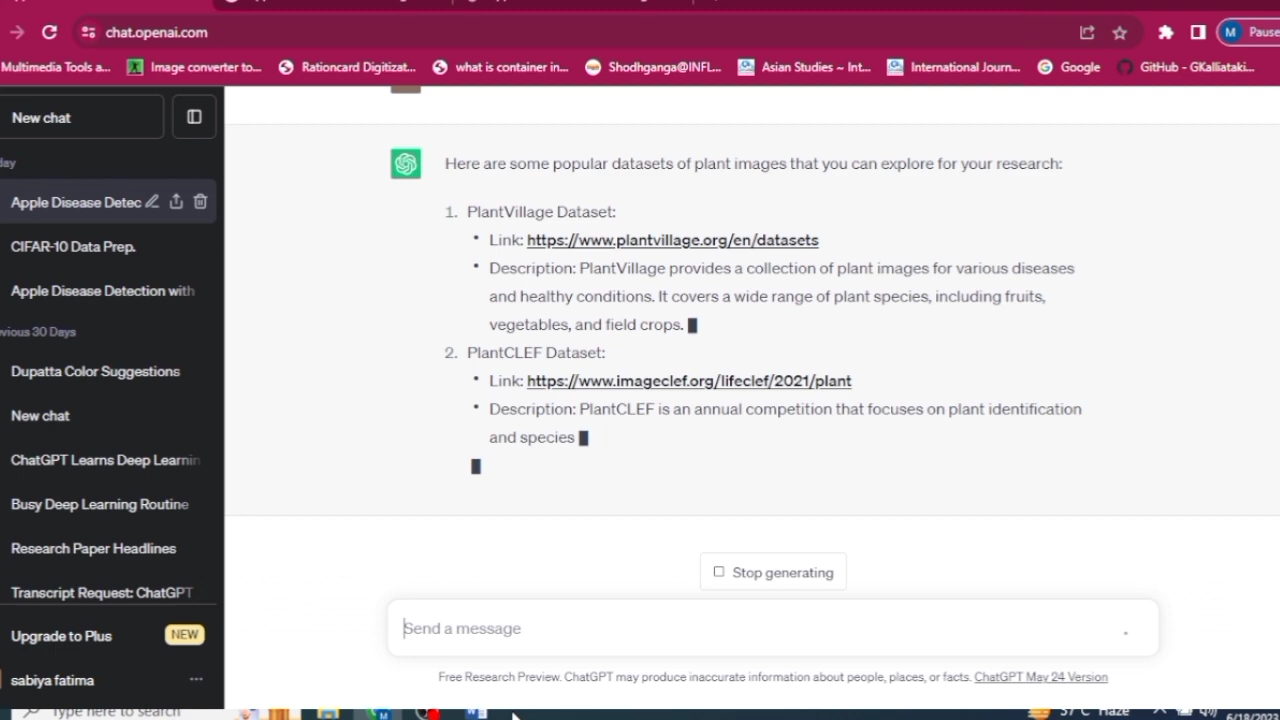 chat.openai.com
M Pause
Multimedia Tools a...
Image converter to...
Rationcard Digitizat...
what is container in...
Shodhganga@INFL...
Asian Studies ~ Int...
International Journ...
Google
GitHub - GKalliataki...
New chat
Apple Disease Detec
CIFAR-10 Data Prep.
Apple Disease Detection with
vious 30 Days
Dupatta Color Suggestions
New chat
ChatGPT Learns Deep Learnin
Busy Deep Learning Routine
Research Paper Headlines
Transcript Request: ChatGPT
Upgrade to Plus NEW
sabiya fatima
Here are some popular datasets of plant images that you can explore for your research:
1. PlantVillage Dataset:
• Link: https://www.plantvillage.org/en/datasets
• Description: PlantVillage provides a collection of plant images for various diseases
and healthy conditions. It covers a wide range of plant species, including fruits,
vegetables, and field crops.
2. PlantCLEF Dataset:
• Link: https://www.imageclef.org/lifeclef/2021/plant
• Description: PlantCLEF is an annual competition that focuses on plant identification
and species
Stop generating
Send a message
Free Research Preview. ChatGPT may produce inaccurate information about people, places, or facts. ChatGPT May 24 Version
Type here to search
37°C Haze